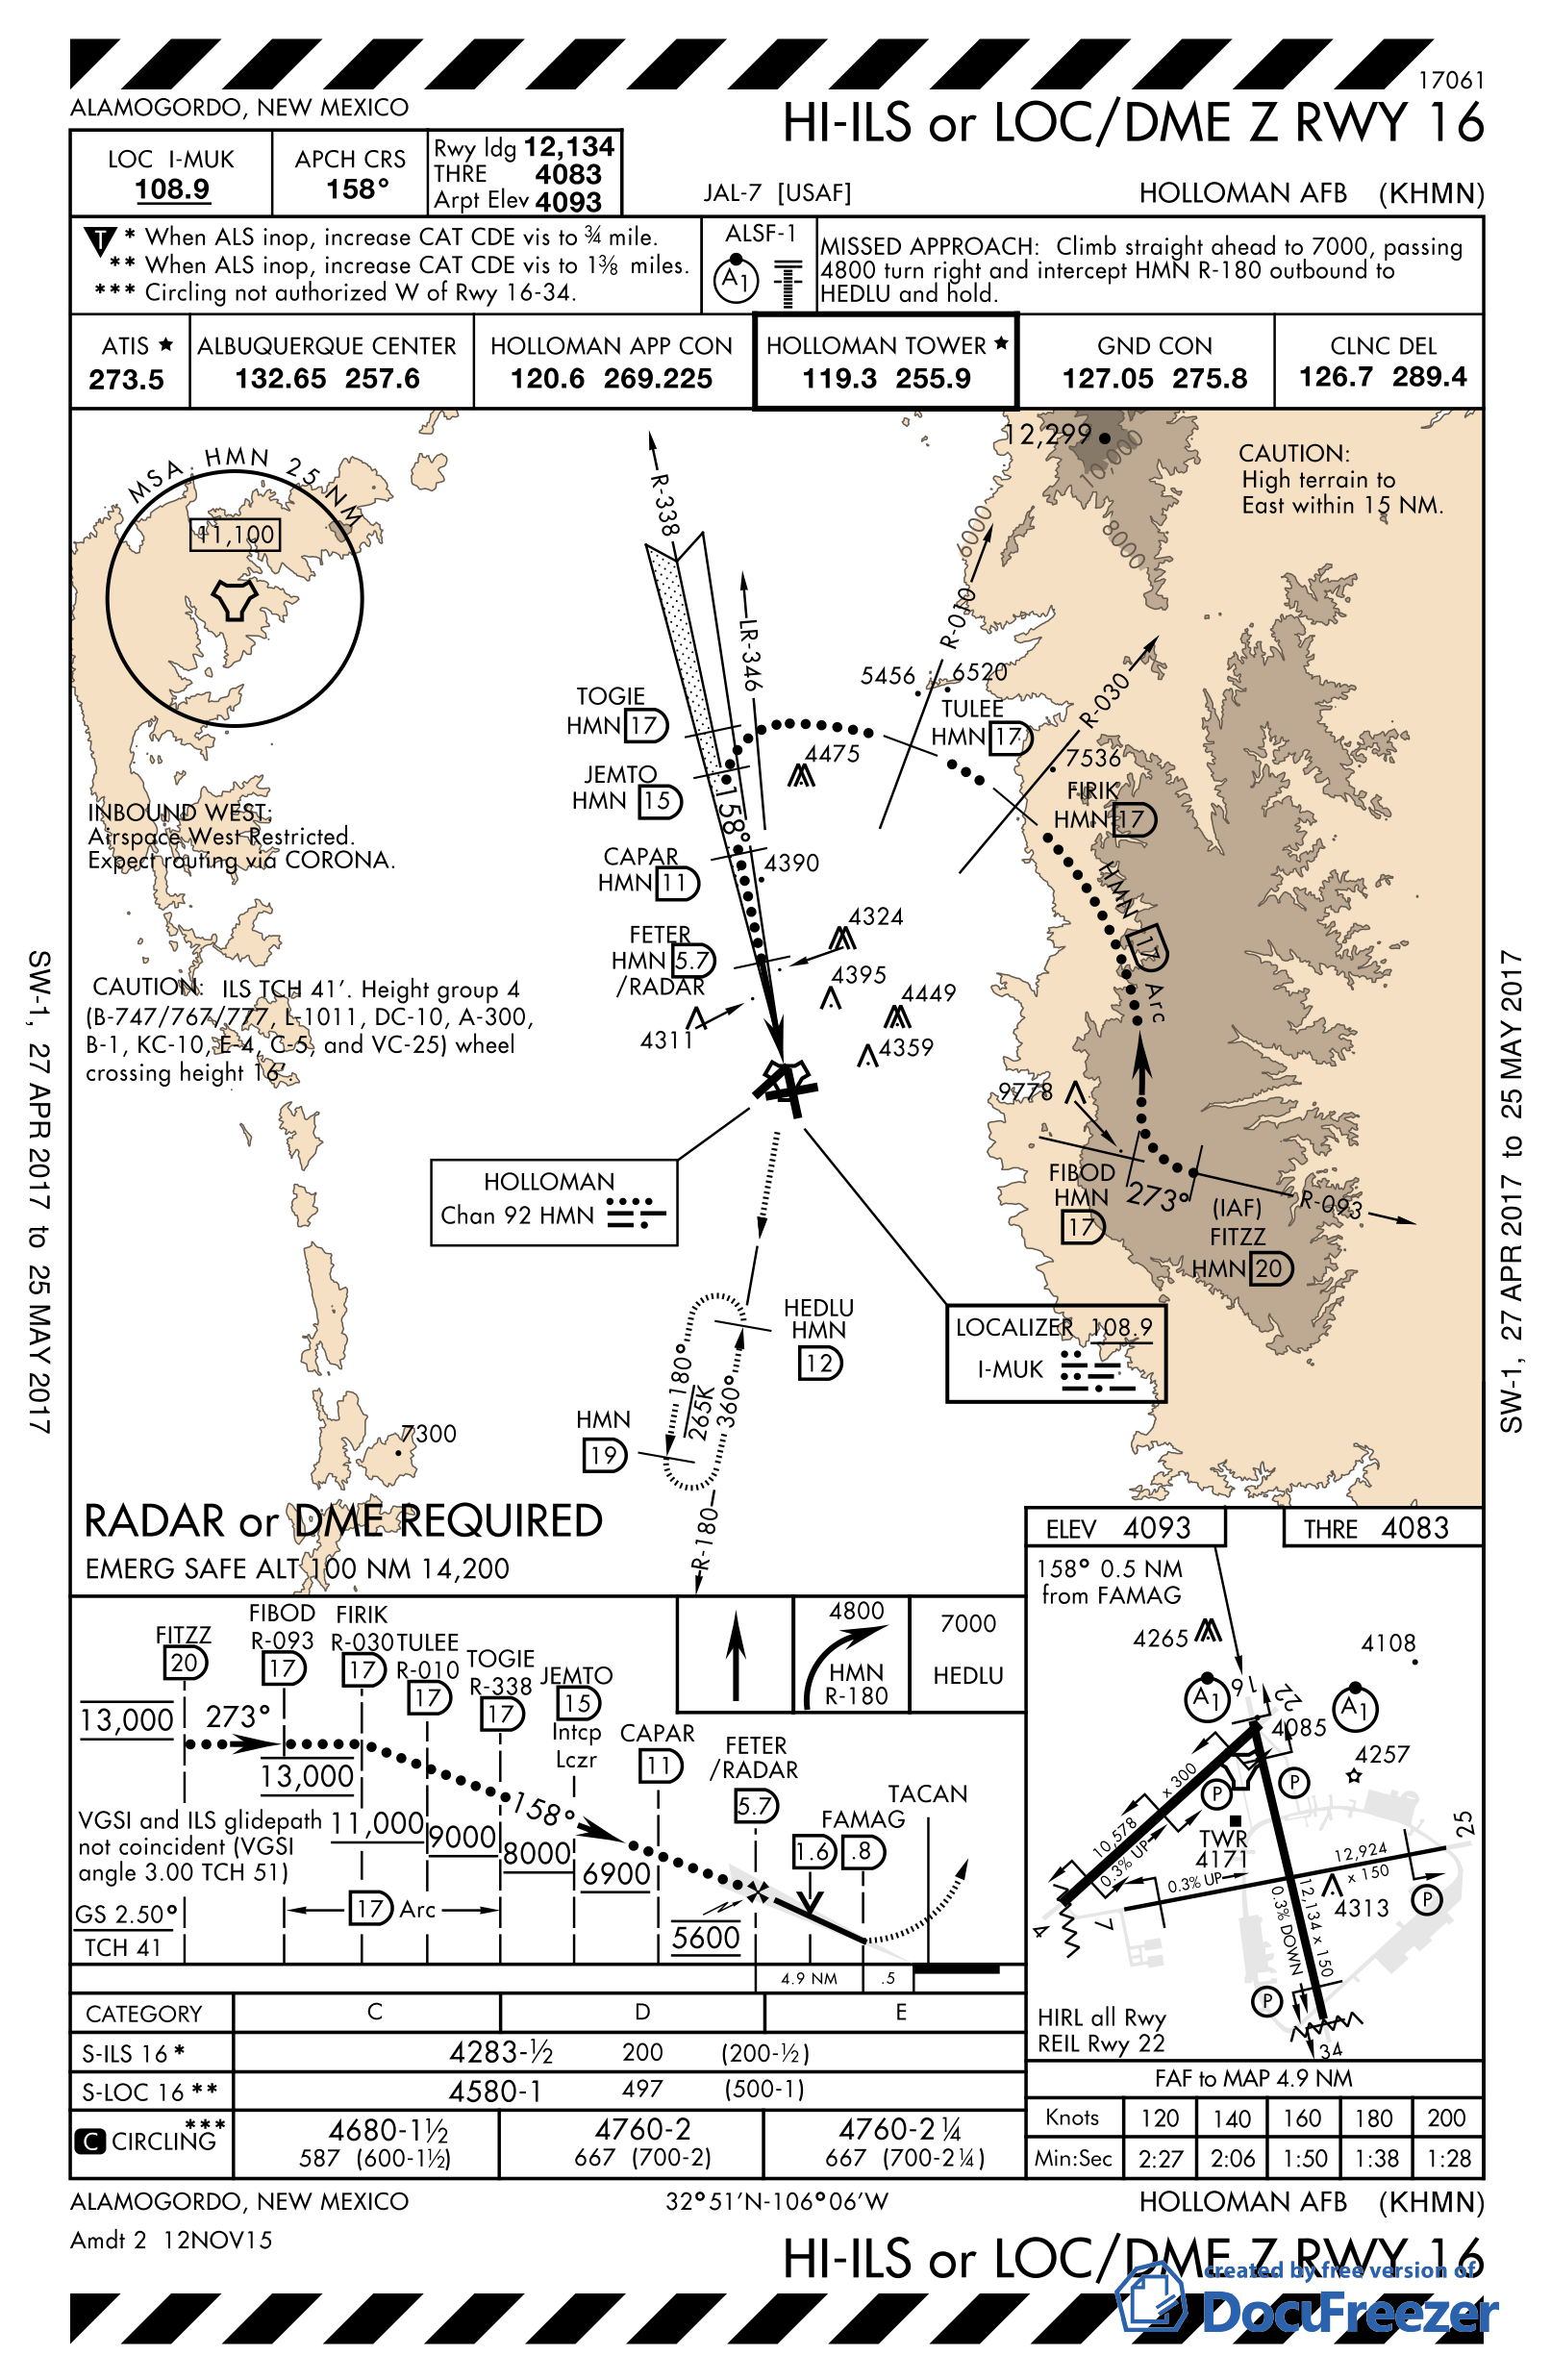 17061
ALAMOGORDO, NEW MEXICO
HI-ILS or LOC/DME Z RWY 16
LOC I-MUK
108.9
APCH CRS
158°
Rwy ldg 12,134
THRE 4083
Arpt Elev 4093
JAL-7 [USAF]
HOLLOMAN AFB (KHMN)
T * When ALS inop, increase CAT CDE vis to ¾ mile.
** When ALS inop, increase CAT CDE vis to 1⅜ miles.
*** Circling not authorized W of Rwy 16-34.
ALSF-1
A1
MISSED APPROACH: Climb straight ahead to 7000, passing
4800 turn right and intercept HMN R-180 outbound to
HEDLU and hold.
ATIS ★
273.5
ALBUQUERQUE CENTER
132.65 257.6
HOLLOMAN APP CON
120.6 269.225
HOLLOMAN TOWER ★
119.3 255.9
GND CON
127.05 275.8
CLNC DEL
126.7 289.4
MSA HMN 25 NM
11,100
R-338
LR-346
R-010
R-030
12,299
10,000
8000
6000
CAUTION:
High terrain to
East within 15 NM.
5456
6520
TOGIE
HMN 17
TULEE
HMN 17
4475
7536
JEMTO
HMN 15
FIRIK
HMN 17
158°
INBOUND WEST:
Airspace West Restricted.
Expect routing via CORONA.
CAPAR
HMN 11
4390
HMN 17 Arc
4324
FETER
HMN 5.7
/RADAR
4395
4449
4311
4359
CAUTION: ILS TCH 41'. Height group 4
(B-747/767/777, L-1011, DC-10, A-300,
B-1, KC-10, E-4, C-5, and VC-25) wheel
crossing height 16'.
9778
FIBOD
HMN
17
273°
(IAF)
FITZZ
HMN 20
R-093
HOLLOMAN
Chan 92 HMN
HEDLU
HMN
12
LOCALIZER 108.9
I-MUK
180°
265K
360°
HMN
19
R-180
7300
RADAR or DME REQUIRED
EMERG SAFE ALT 100 NM 14,200
ELEV 4093
THRE 4083
158° 0.5 NM
from FAMAG
4265
4108
A1
A1
16
22
4085
4257
P
P
x 300
10,578
0.3% UP
TWR
4171
25
12,924
x 150
0.3% UP
4313
P
4
7
0.3% DOWN
12,134 x 150
P
34
HIRL all Rwy
REIL Rwy 22
FITZZ
20
FIBOD
R-093
17
FIRIK
R-030
17
TULEE
R-010
17
TOGIE
R-338
17
JEMTO
15
Intcp
Lczr
CAPAR
11
FETER
/RADAR
5.7
FAMAG
1.6
.8
TACAN
4800
HMN
R-180
7000
HEDLU
13,000
273°
13,000
11,000
9000
8000
158°
6900
5600
VGSI and ILS glidepath
not coincident (VGSI
angle 3.00 TCH 51)
17 Arc
GS 2.50°
TCH 41
4.9 NM
.5
CATEGORY C D E
S-ILS 16 * 4283-½ 200 (200-½)
S-LOC 16 ** 4580-1 497 (500-1)
C CIRCLING ***
4680-1½
587 (600-1½)
4760-2
667 (700-2)
4760-2¼
667 (700-2¼)
FAF to MAP 4.9 NM
Knots 120 140 160 180 200
Min:Sec 2:27 2:06 1:50 1:38 1:28
ALAMOGORDO, NEW MEXICO
32°51'N-106°06'W
HOLLOMAN AFB (KHMN)
Amdt 2 12NOV15
HI-ILS or LOC/DME Z RWY 16
SW-1, 27 APR 2017 to 25 MAY 2017
SW-1, 27 APR 2017 to 25 MAY 2017
created by free version of
DocuFreezer